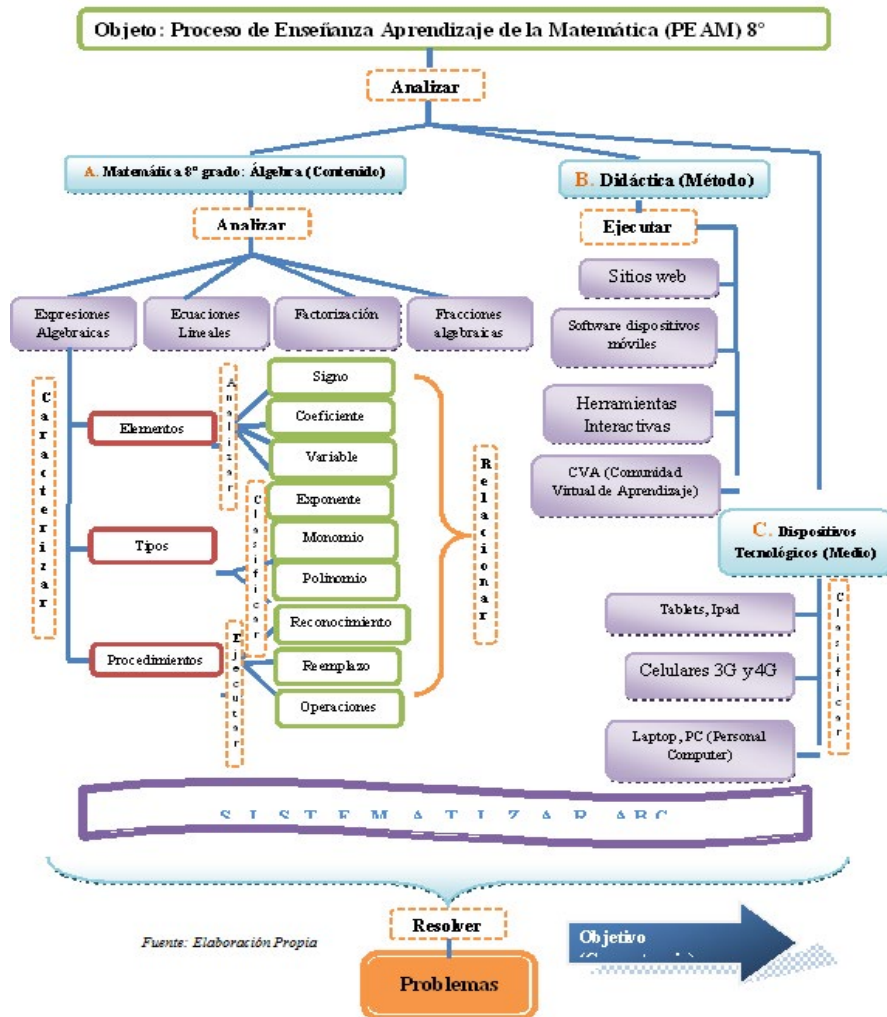 Objeto: Proceso de Enseñanza Aprendizaje de la Matemática (PEAM) 8°
Analizar
A. Matemática 8° grado: Álgebra (Contenido)
B. Didáctica (Método)
Analizar
Ejecutar
Expresiones
Algebraicas
Ecuaciones
Lineales
Factorización
Fracciones
algebraicas
Sitios web
Software dispositivos
móviles
Herramientas
Interactivas
CVA (Comunidad
Virtual de Aprendizaje)
Caracterizar
Elementos
Analizar
Signo
Coeficiente
Variable
Exponente
Tipos
Clasificar
Monomio
Polinomio
Procedimientos
Ejecutar
Reconocimiento
Reemplazo
Operaciones
Relacionar
C. Dispositivos
Tecnológicos (Medio)
Clasificar
Tablets, Ipad
Celulares 3G y 4G
Laptop, PC (Personal
Computer)
S I S T E M A T I Z A R ABC
Resolver
Fuente: Elaboración Propia
Objetivo
Problemas